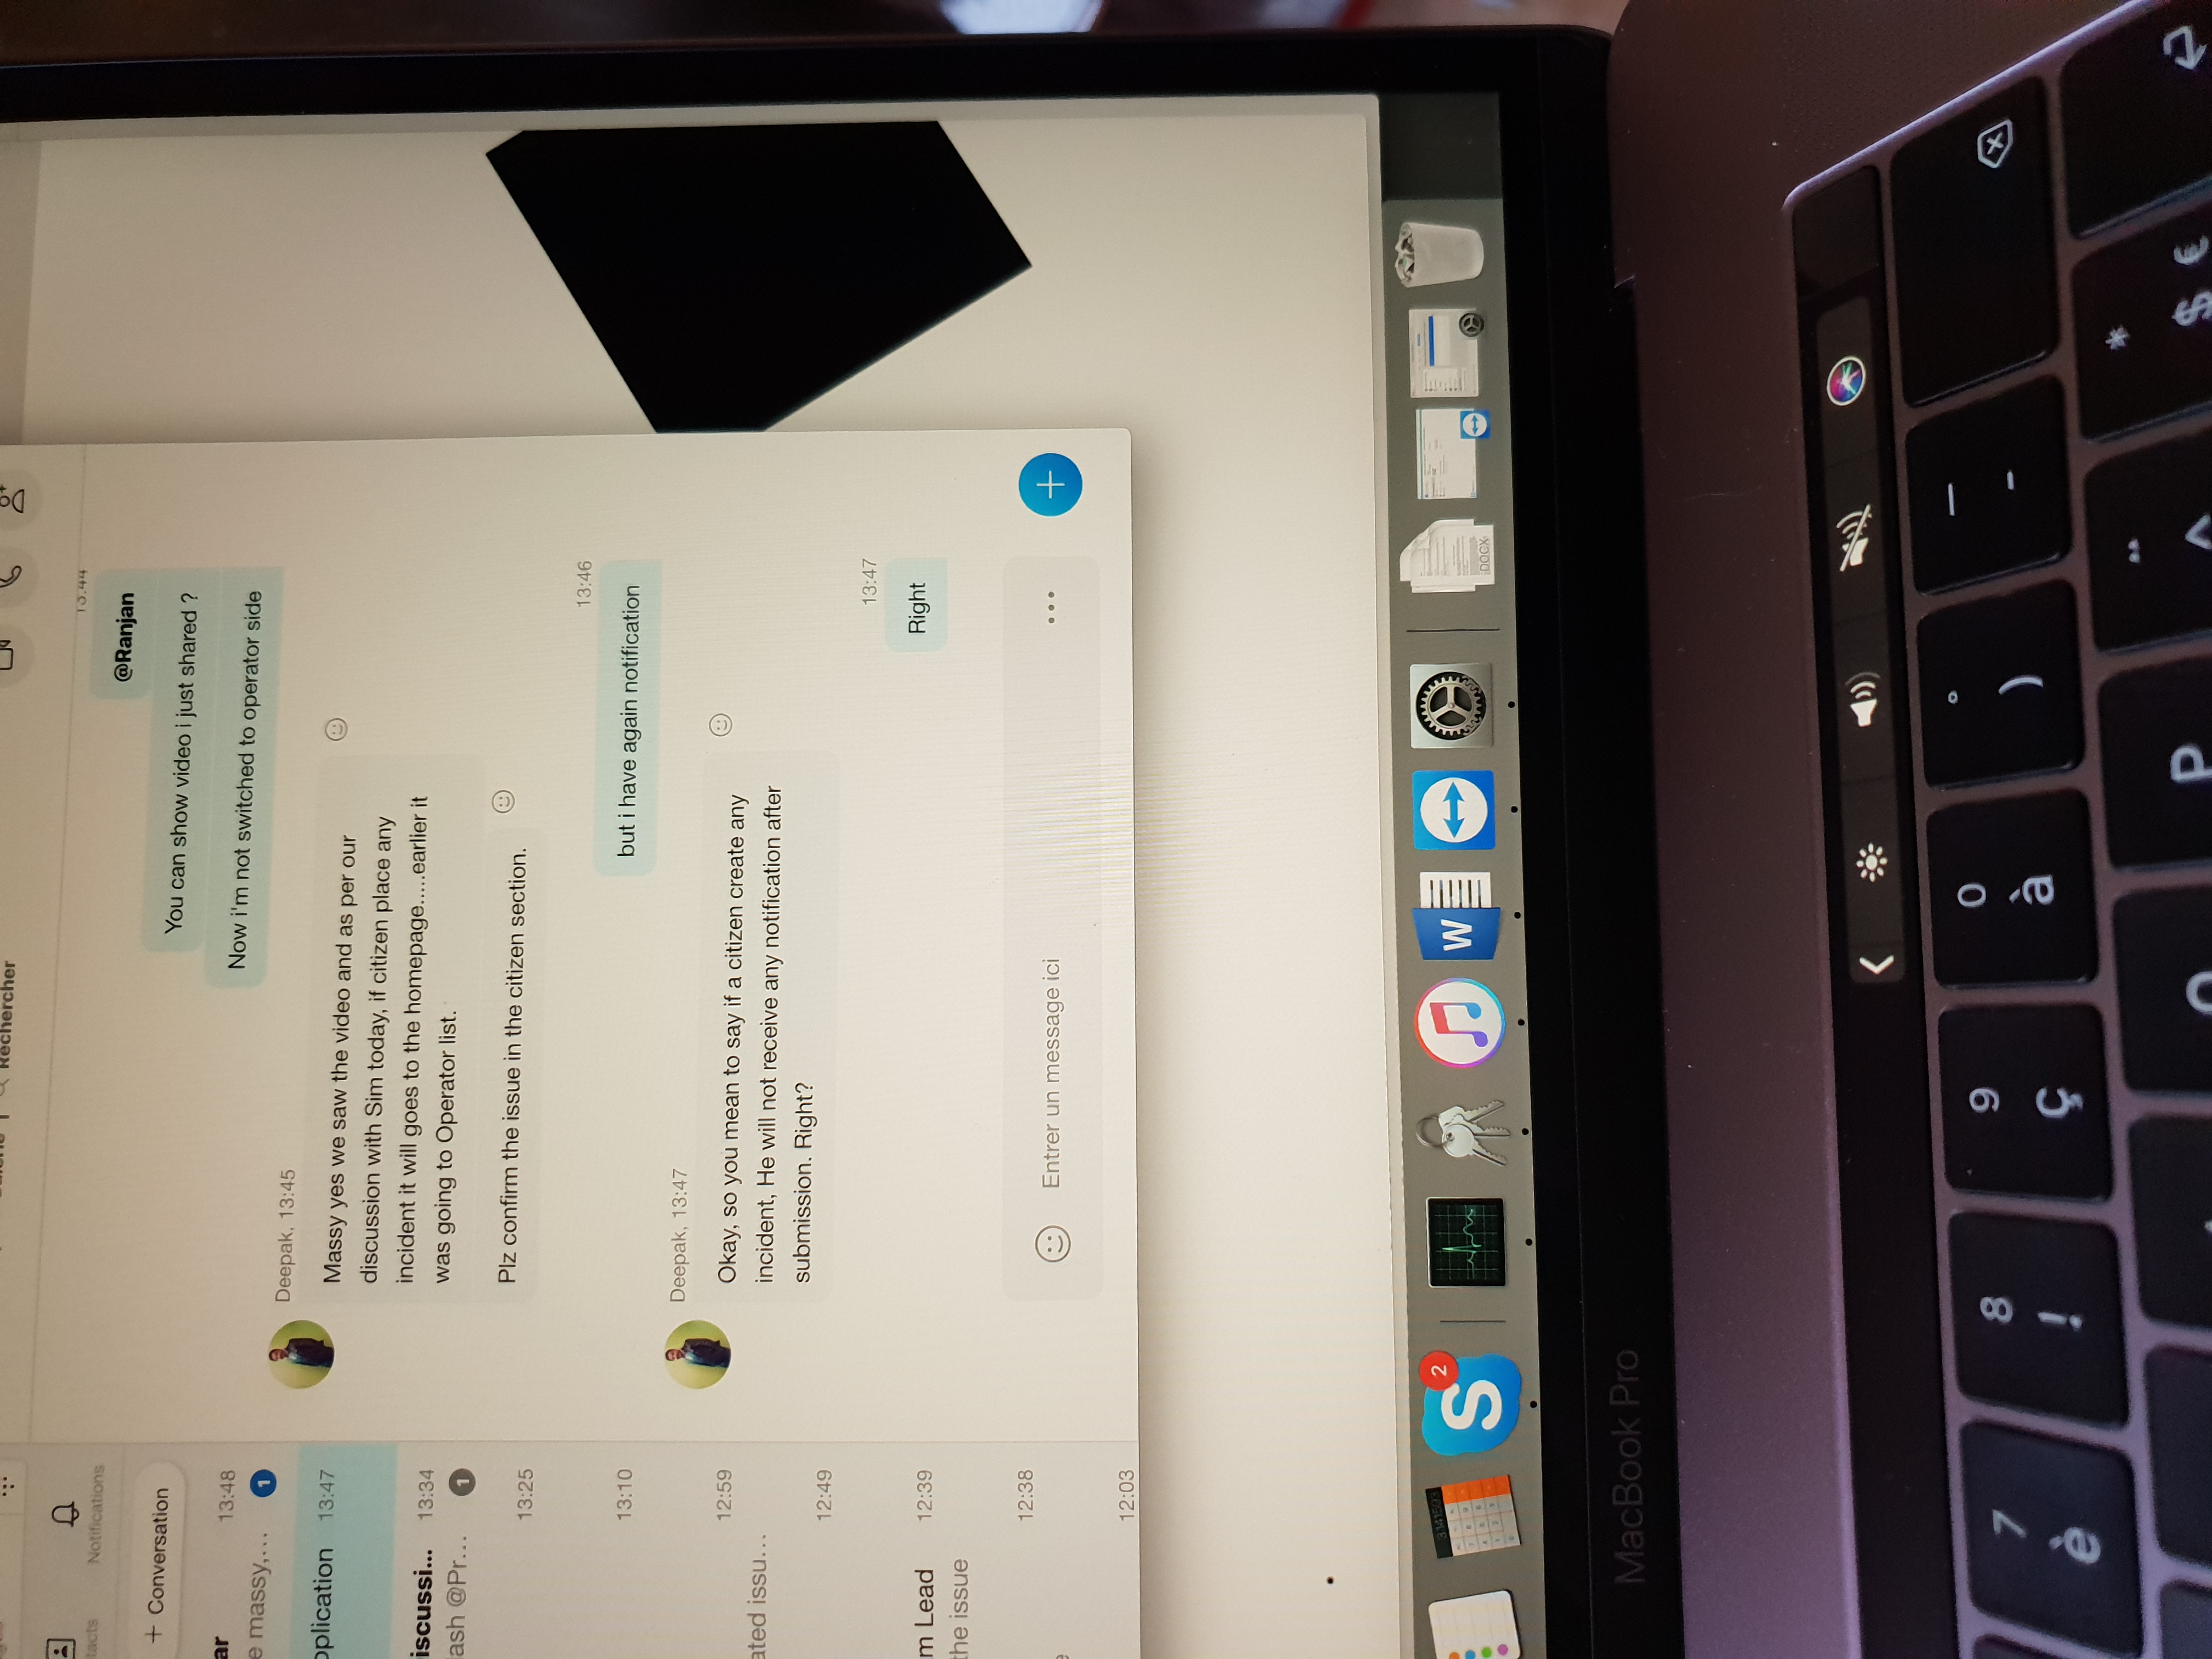 Rechercher
Notifications
+ Conversation
13:48
e massy,...
1
13:47
13:34
ash @Pr...
1
13:25
13:10
12:59
12:49
m Lead
12:39
the issue
12:38
12:03
13:44
@Ranjan
You can show video i just shared ?
Now i'm not switched to operator side
Deepak, 13:45
Massy yes we saw the video and as per our
discussion with Sim today, if citizen place any
incident it will goes to the homepage.....earlier it
was going to Operator list.
Plz confirm the issue in the citizen section.
13:46
but i have again notification
Deepak, 13:47
Okay, so you mean to say if a citizen create any
incident, He will not receive any notification after
submission. Right?
13:47
Right
Entrer un message ici
S 2
W
DOCX
MacBook Pro
7 8 9 0 ° _
è ! ç à ) -
P ¨ * 
^ $ €